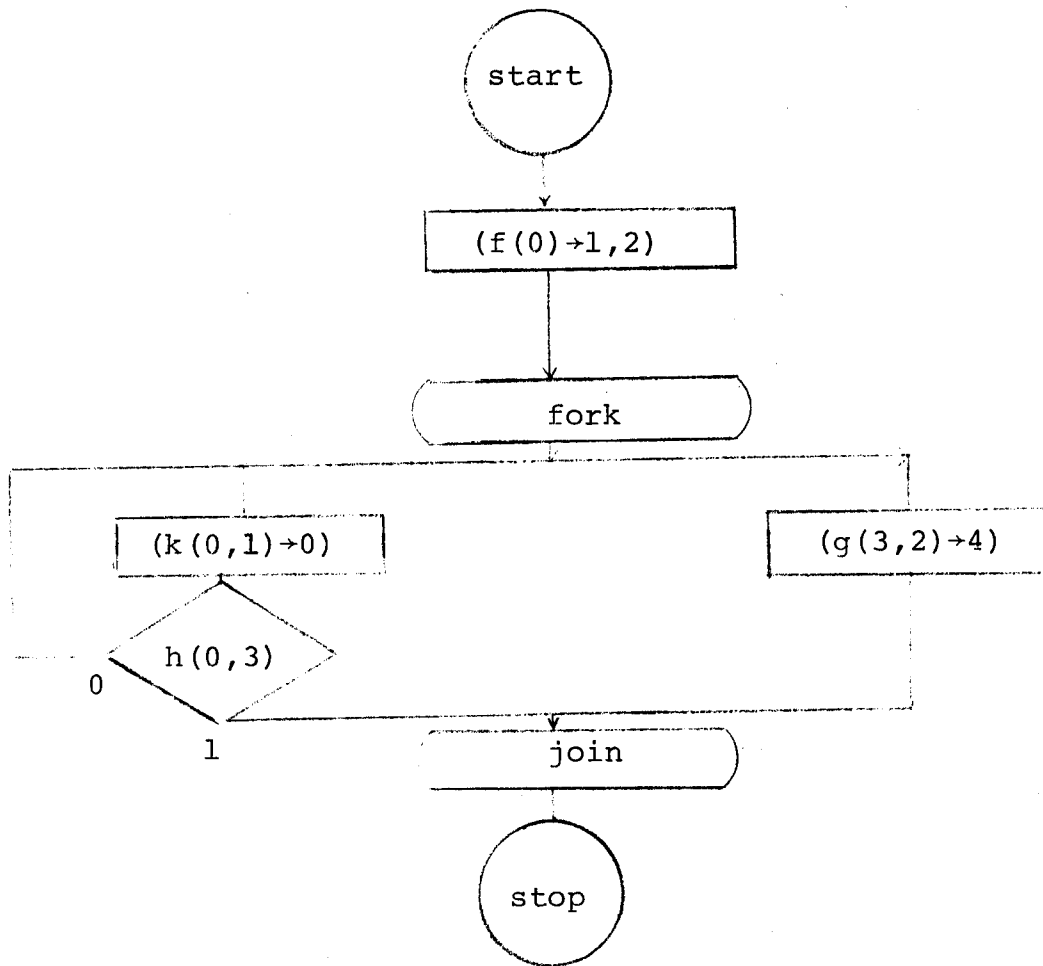 start
(f(0)→1,2)
fork
(k(0,1)→0)
(g(3,2)→4)
h(0,3)
0
1
join
stop